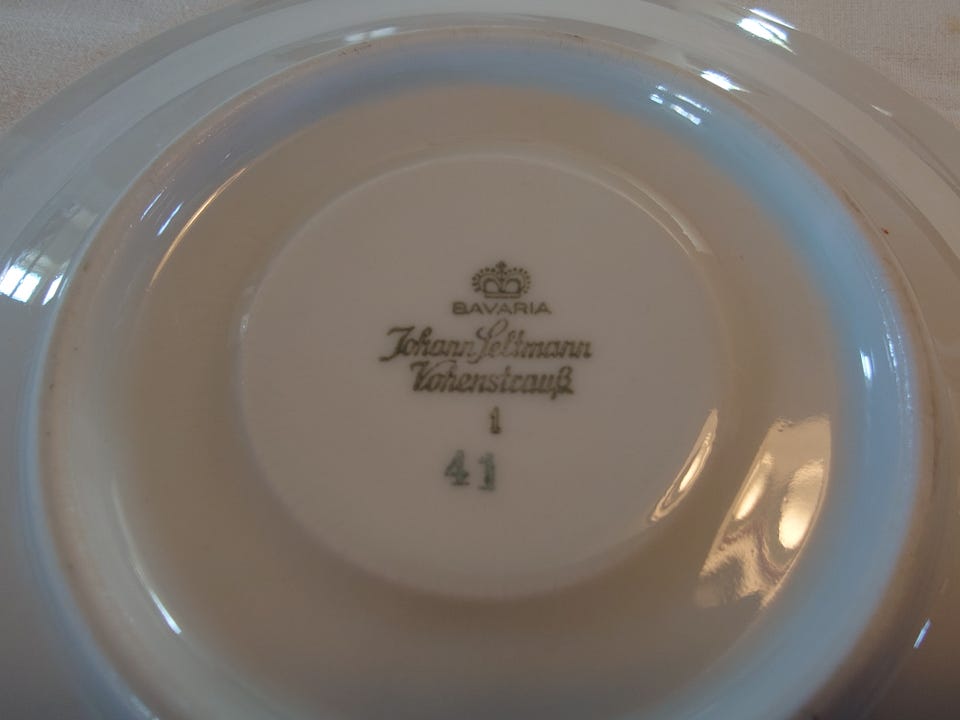 BAVARIA
Johann Seltmann
Vohenstrauß
1
41